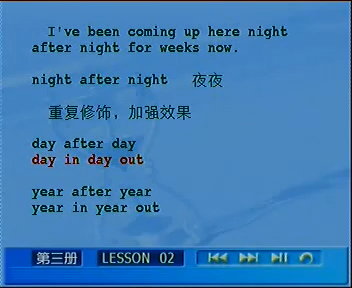 I've been coming up here night
after night for weeks now.
night after night 夜夜
重复修饰，加强效果
day after day
day in day out
year after year
year in year out
第三册 LESSON 02